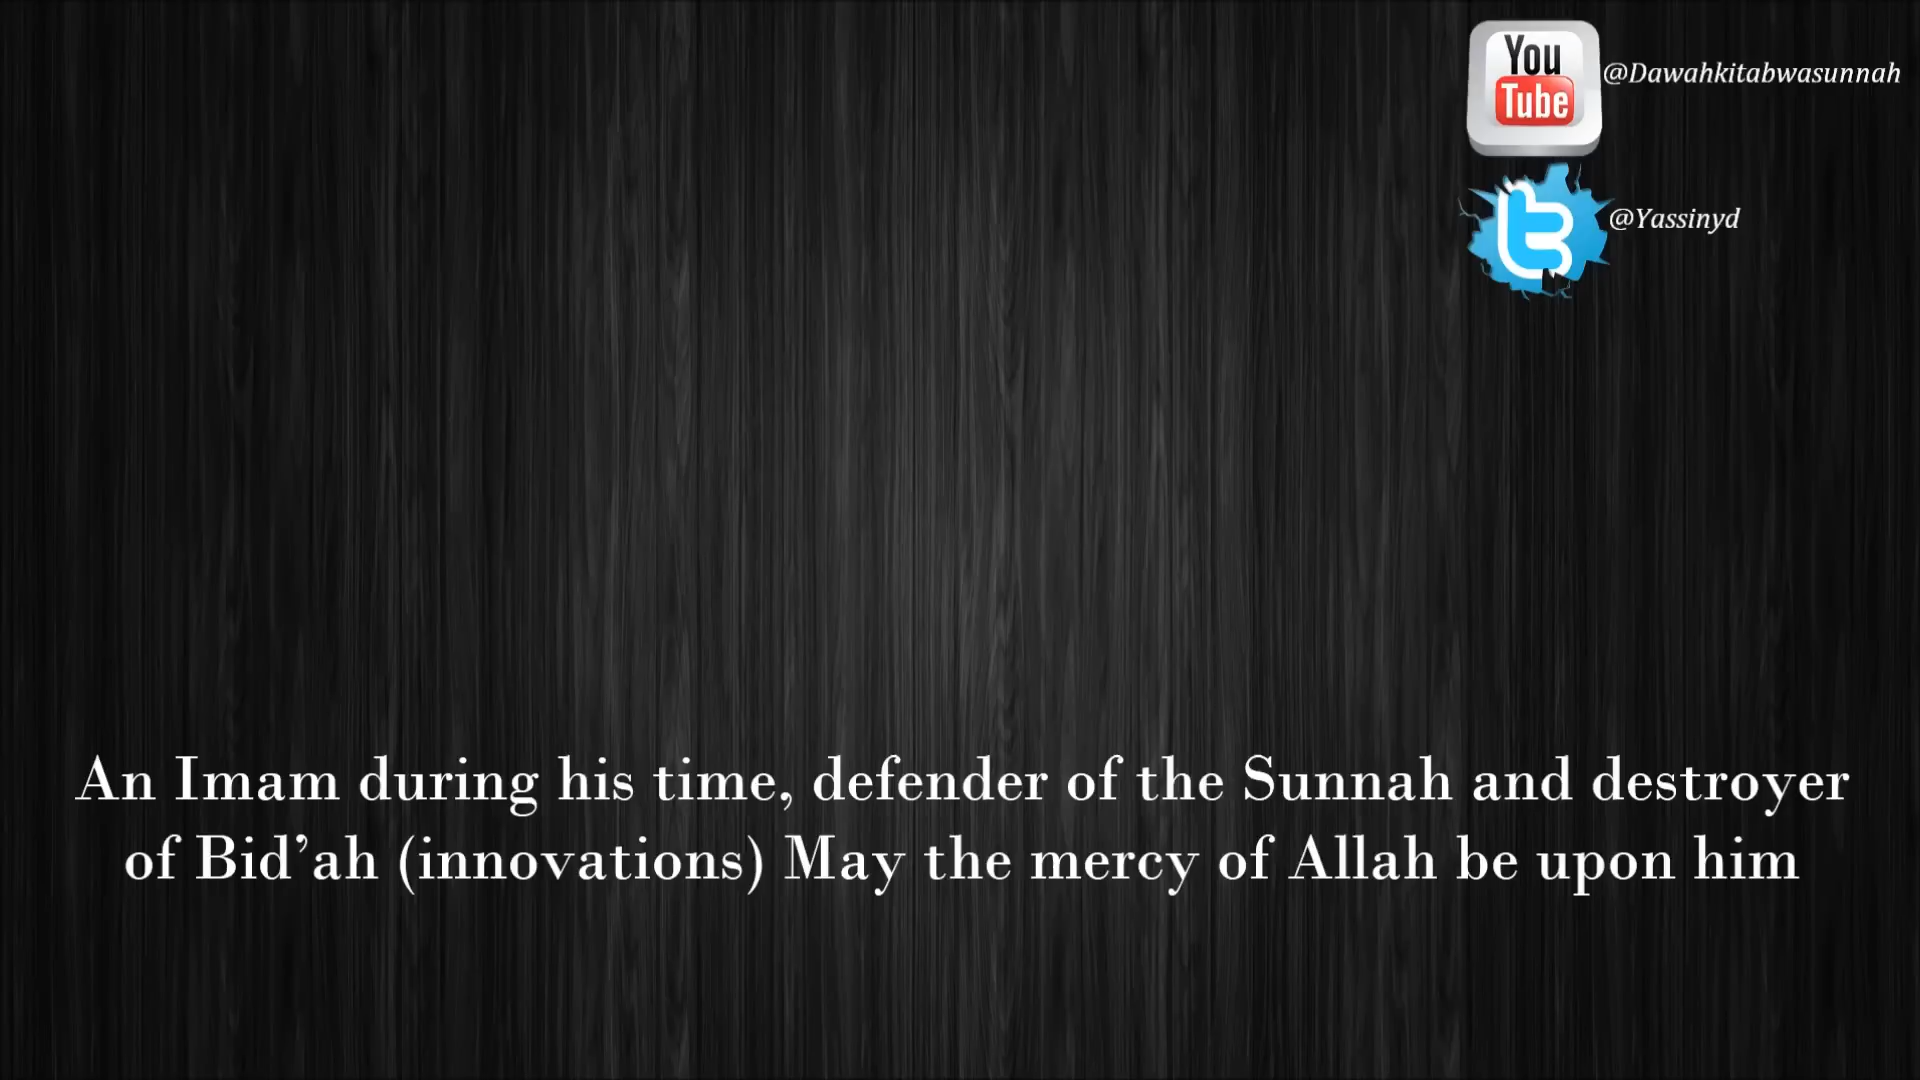 You
Tube
@Dawahkitabwasunnah
@Yassinyd
An Imam during his time, defender of the Sunnah and destroyer
of Bid’ah (innovations) May the mercy of Allah be upon him